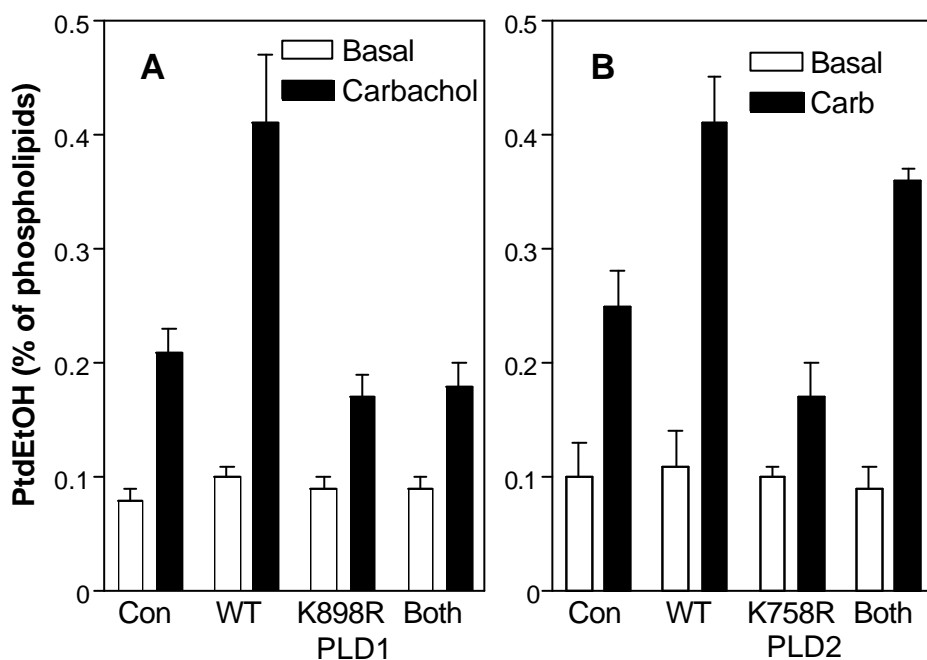 PtdEtOH (% of phospholipids)
0.5
0.4
0.3
0.2
0.1
0
A
Basal
Carbachol
Con WT K898R Both
PLD1
0.5
0.4
0.3
0.2
0.1
0
B
Basal
Carb
Con WT K758R Both
PLD2